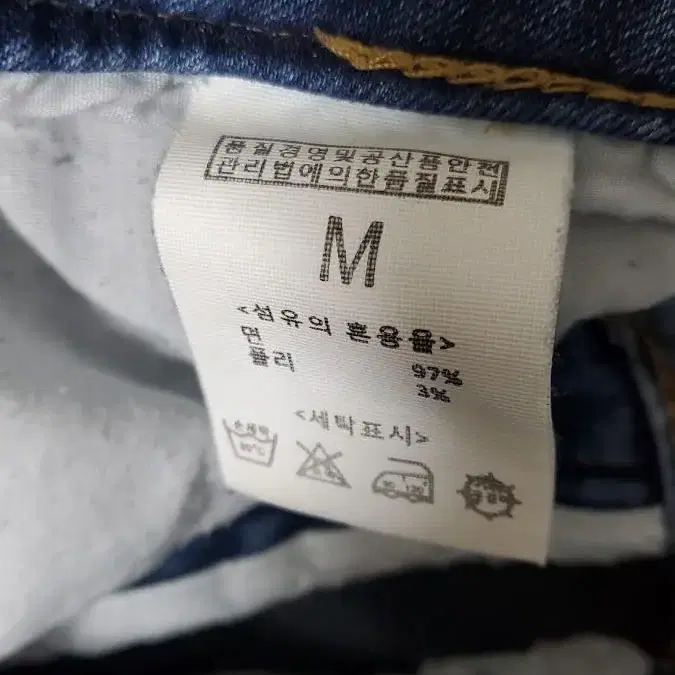 품질경영및공산품안전
관리법에의한품질표시
M
<섬유의 혼용율>
면 97%
폴리 3%
<세탁표시>